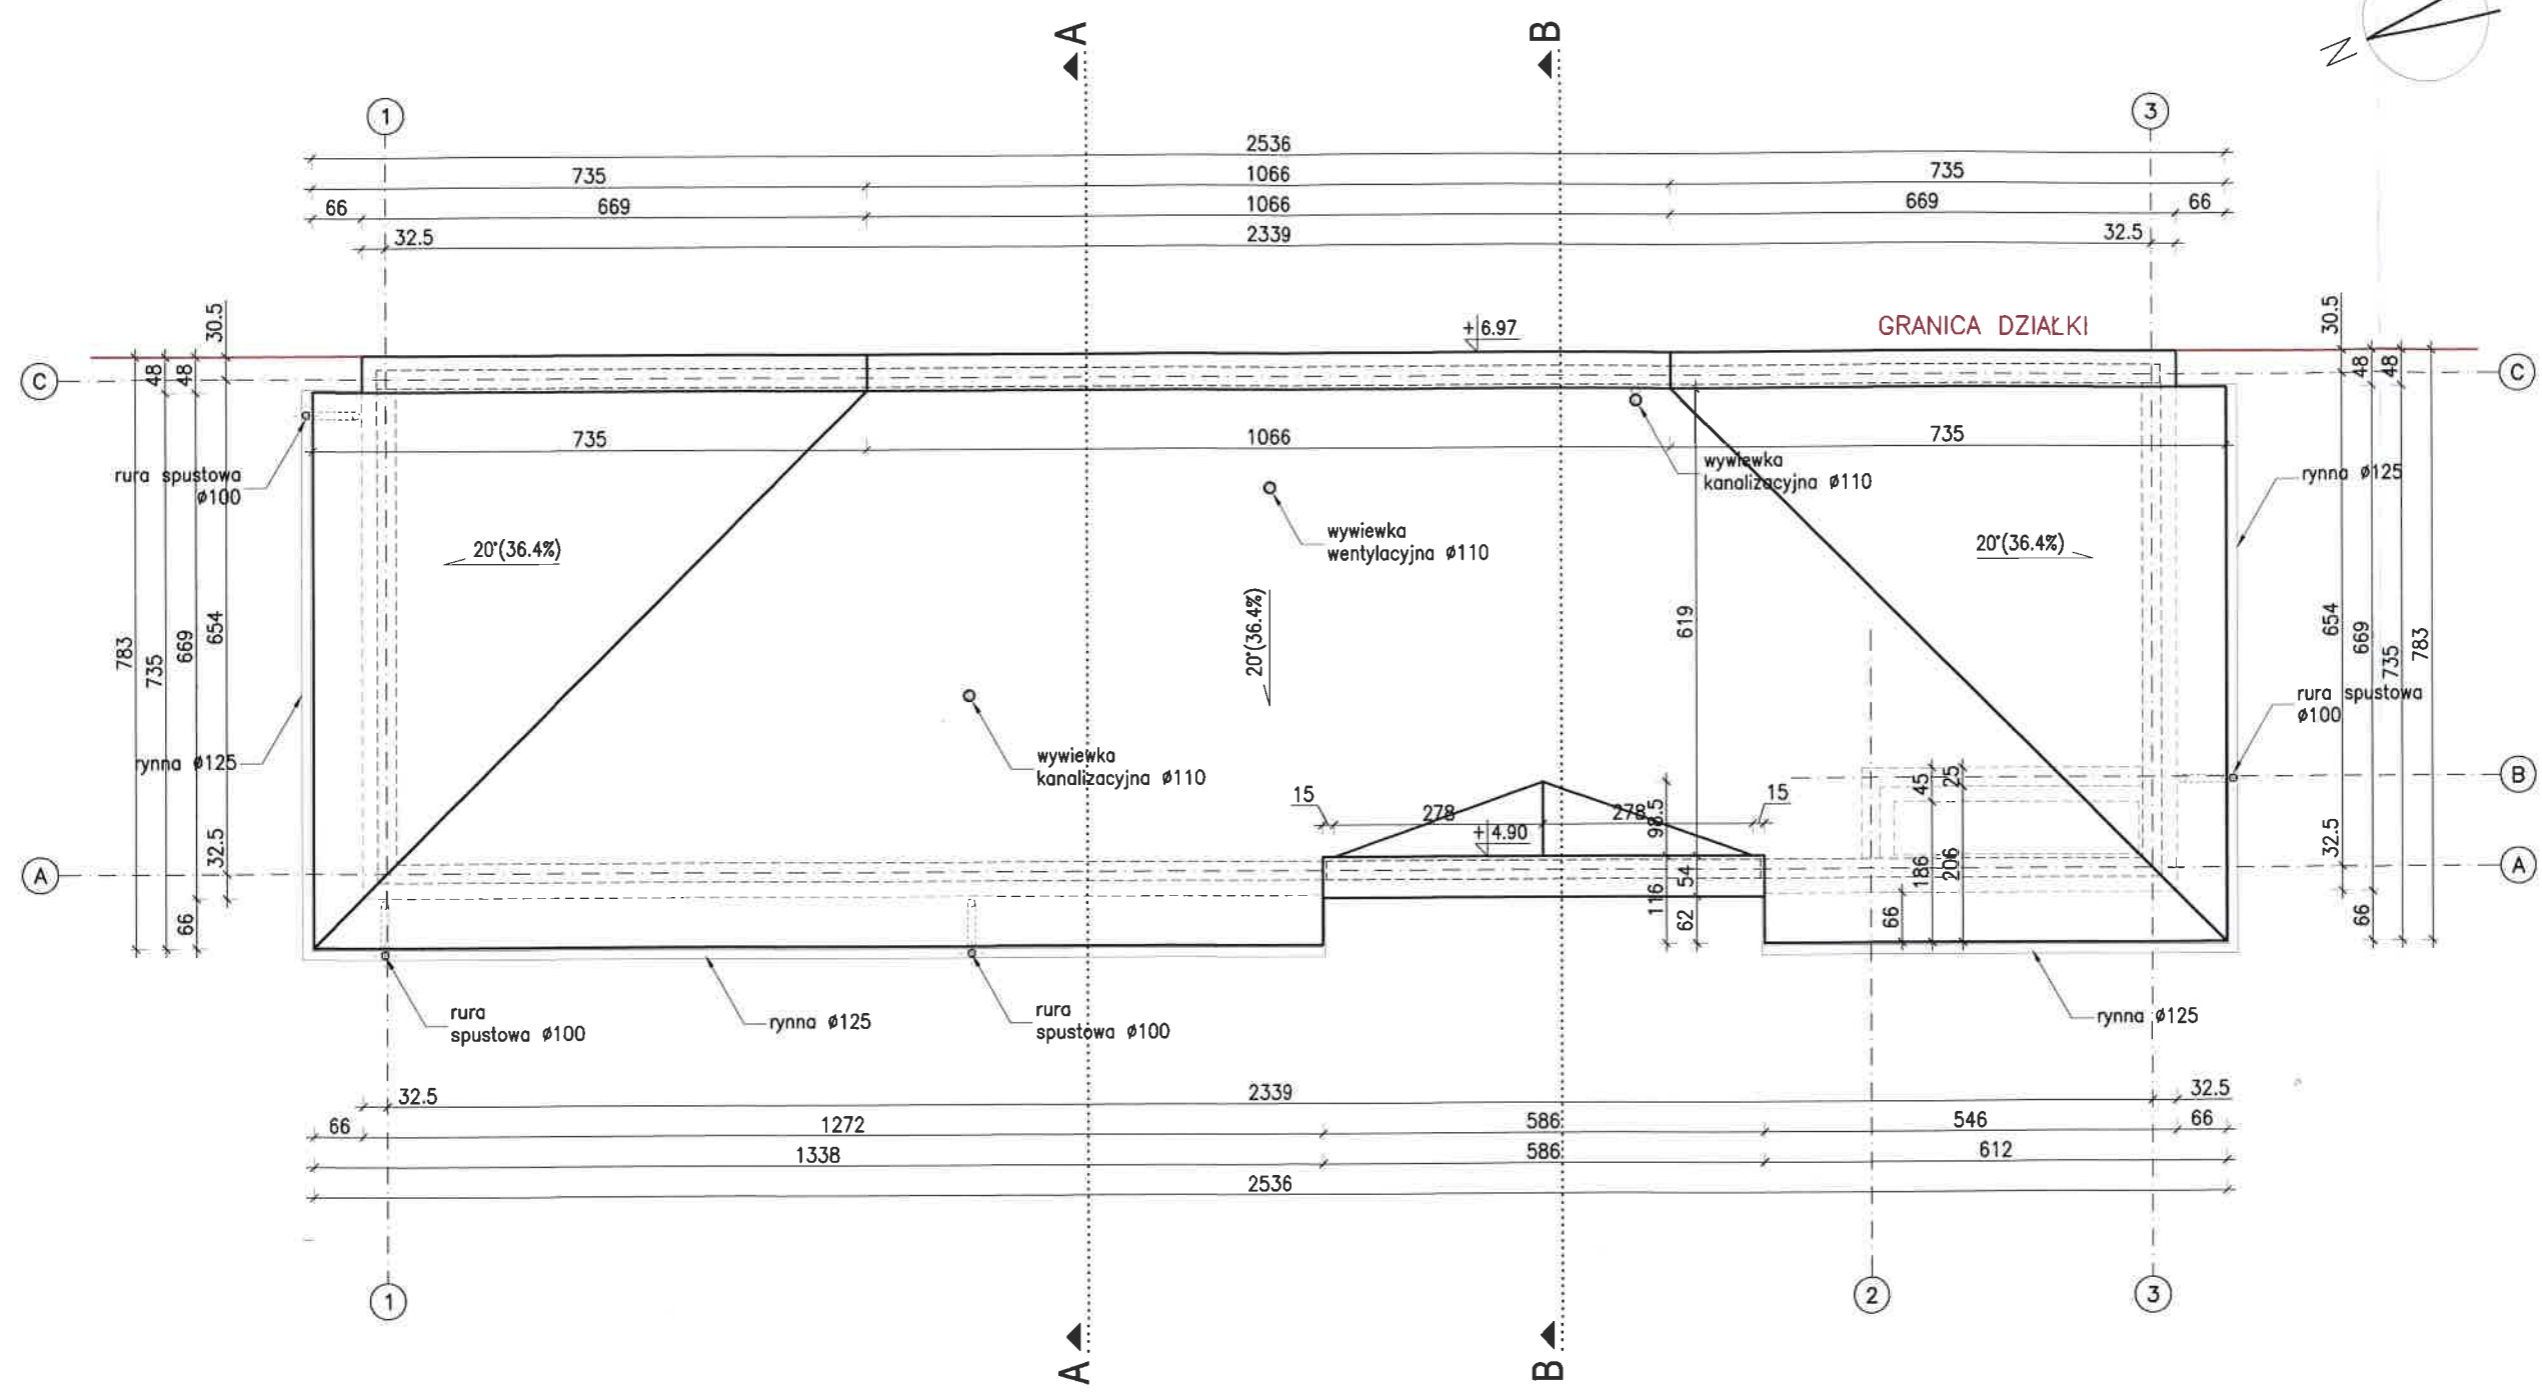 A
B
N
1
3
2536
735
1066
735
66
669
1066
669
66
32.5
2339
32.5
30.5
+6.97
GRANICA DZIAŁKI
30.5
48
48
48
48
C
C
735
1066
735
rura spustowa
ø100
wywiewka
kanalizacyjna ø110
rynna ø125
wywiewka
wentylacyjna ø110
20°(36.4%)
20°(36.4%)
20°(36.4%)
783
735
669
654
619
654
669
735
783
rura spustowa
ø100
rynna ø125
wywiewka
kanalizacyjna ø110
15
278
278
15
98.5
45
25
B
+4.90
32.5
32.5
A
A
116
54
62
186
206
66
66
66
rura
spustowa ø100
rynna ø125
rura
spustowa ø100
rynna ø125
32.5
2339
32.5
66
1272
586
546
66
1338
586
612
2536
1
2
3
A
B